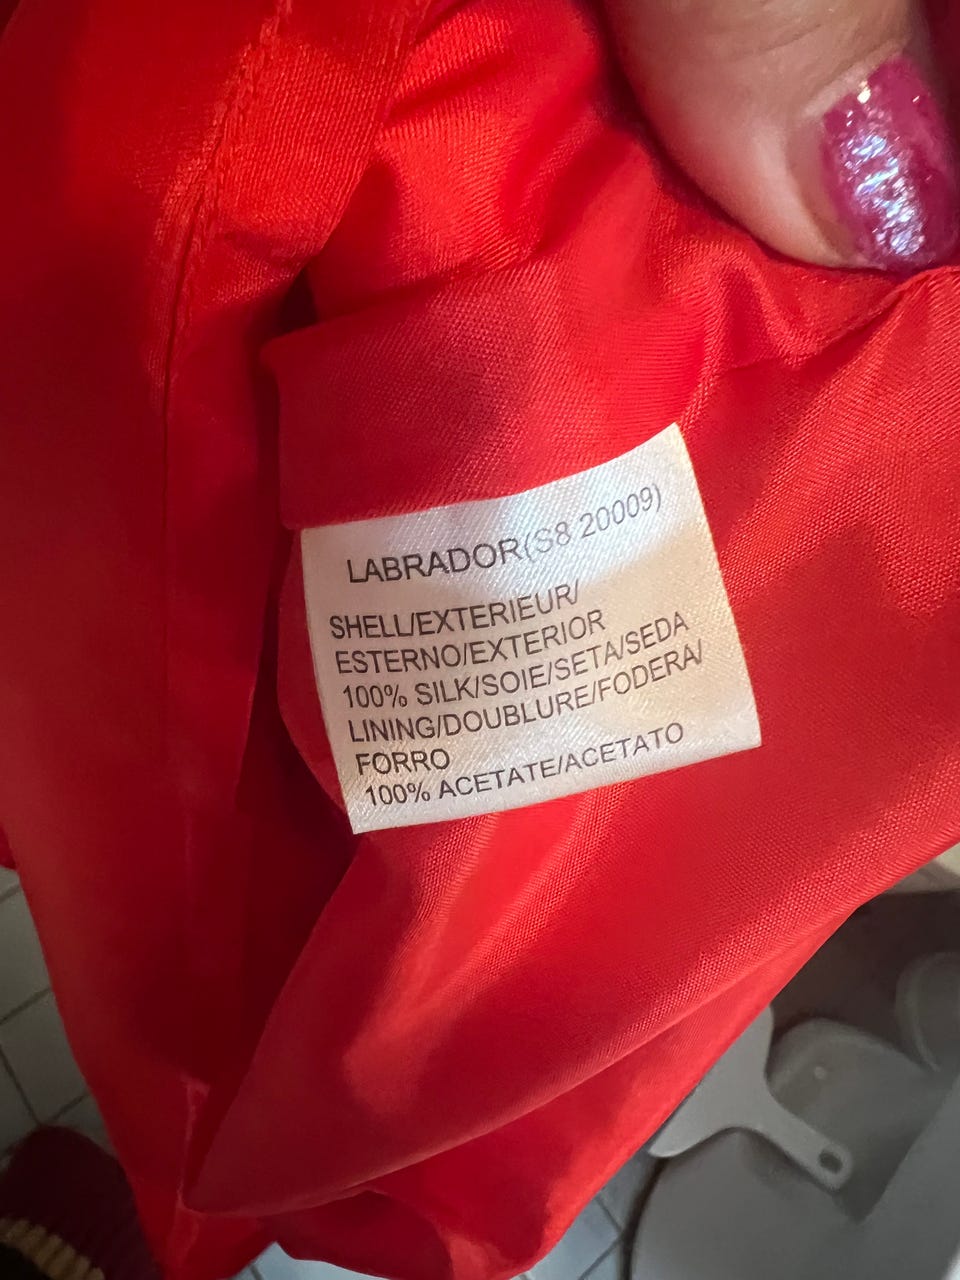 LABRADOR(S8 20009)
SHELL/EXTERIEUR/
ESTERNO/EXTERIOR
100% SILK/SOIE/SETA/SEDA
LINING/DOUBLURE/FODERA/
FORRO
100% ACETATE/ACETATO